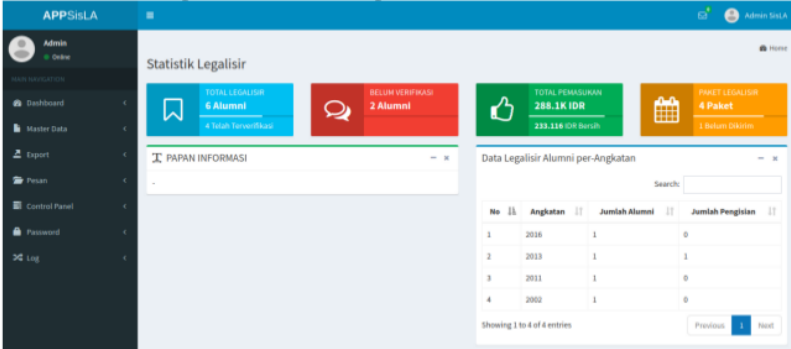 APPSisLA
Admin SisLA
Admin
Online
MAIN NAVIGATION
Dashboard
Master Data
Export
Pesan
Control Panel
Password
Log
Home
Statistik Legalisir
TOTAL LEGALISIR
6 Alumni
4 Telah Terverifikasi
BELUM VERIFIKASI
2 Alumni
TOTAL PEMASUKAN
288.1K IDR
233.116 IDR Bersih
PAKET LEGALISIR
4 Paket
1 Belum Dikirim
PAPAN INFORMASI
-
Data Legalisir Alumni per-Angkatan
Search:
No Angkatan Jumlah Alumni Jumlah Pengisian
1 2016 1 0
2 2013 1 1
3 2011 1 0
4 2002 1 0
Showing 1 to 4 of 4 entries
Previous 1 Next